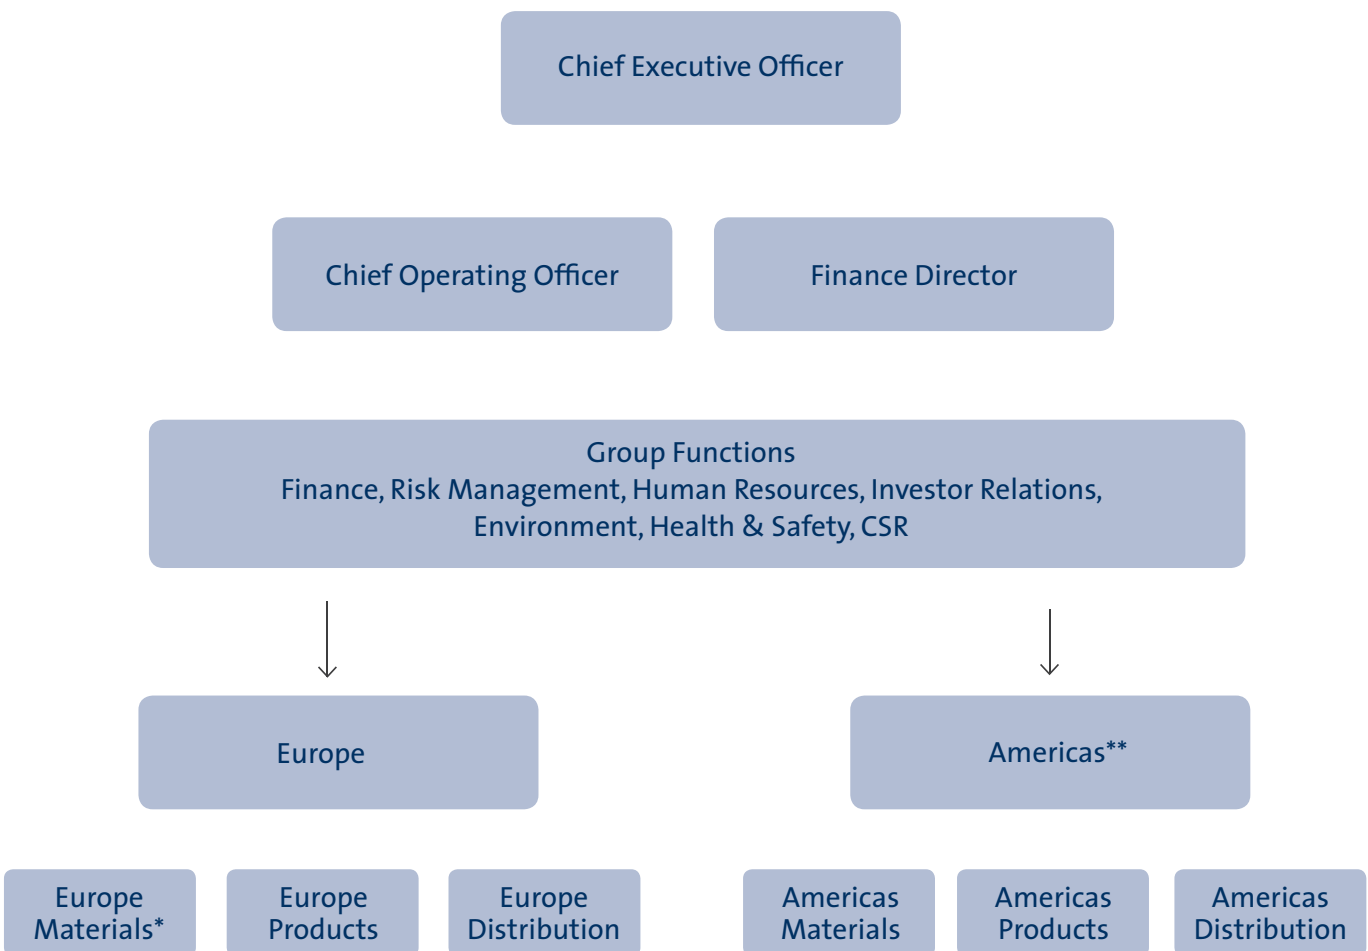 Chief Executive Officer
Chief Operating Officer
Finance Director
Group Functions
Finance, Risk Management, Human Resources, Investor Relations,
Environment, Health & Safety, CSR
Europe
Americas**
Europe
Materials*
Europe
Products
Europe
Distribution
Americas
Materials
Americas
Products
Americas
Distribution